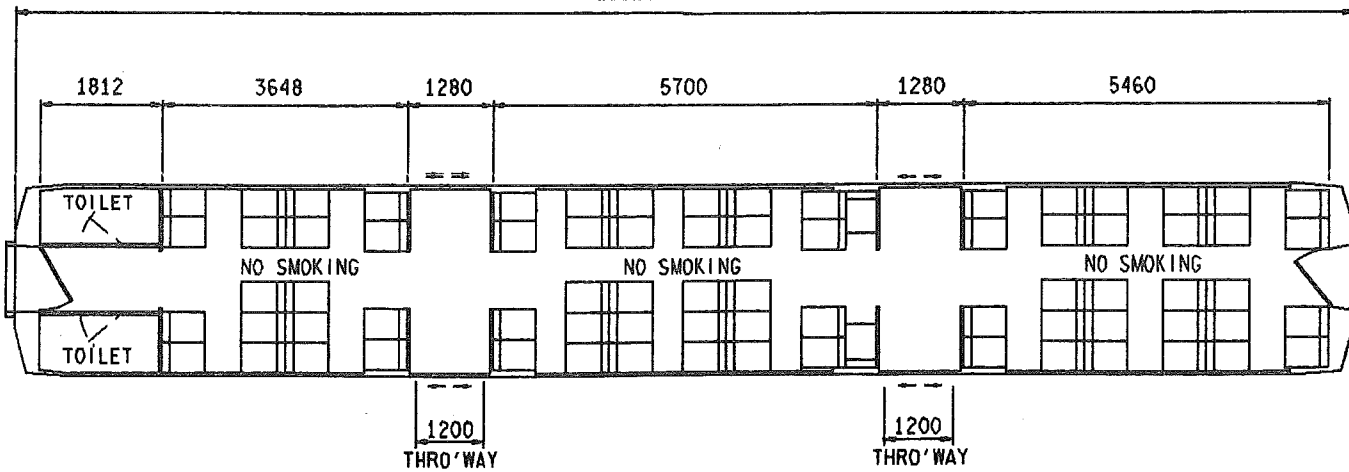 1812 3648 1280 5700 1280 5460
TOILET
NO SMOKING NO SMOKING NO SMOKING
TOILET
1200 1200
THRO'WAY THRO'WAY